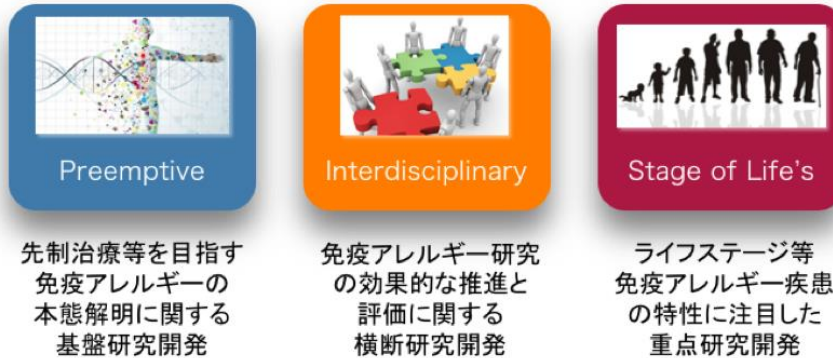 Preemptive
先制治療等を目指す
免疫アレルギーの
本態解明に関する
基盤研究開発
Interdisciplinary
免疫アレルギー研究
の効果的な推進と
評価に関する
横断研究開発
Stage of Life's
ライフステージ等
免疫アレルギー疾患
の特性に注目した
重点研究開発